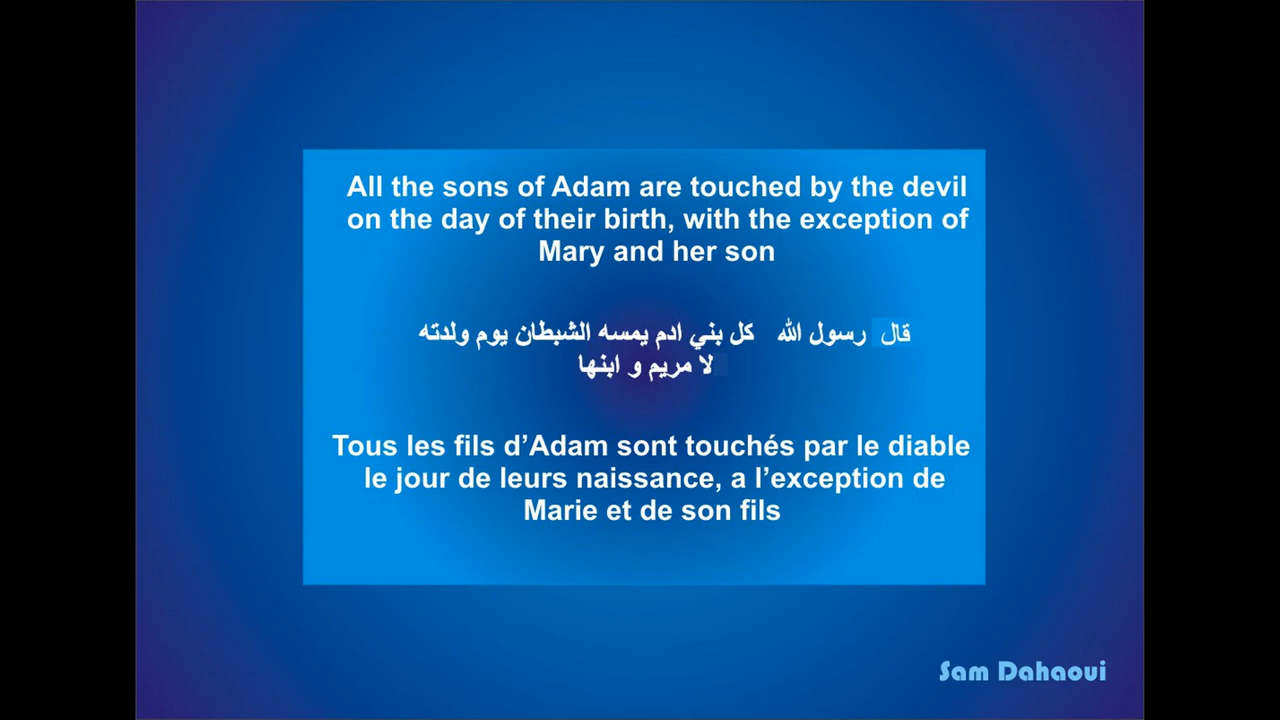 All the sons of Adam are touched by the devil
on the day of their birth, with the exception of
Mary and her son
قال رسول الله كل بني ادم يمسه الشبطان يوم ولدته
لا مريم و ابنها
Tous les fils d’Adam sont touchés par le diable
le jour de leurs naissance, a l’exception de
Marie et de son fils
Sam Dahaoui